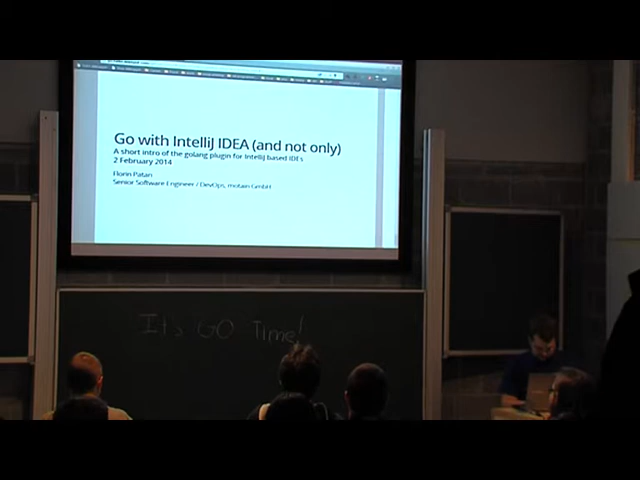 Go with IntelliJ IDEA (and not only)
A short intro of the golang plugin for IntelliJ based IDEs
2 February 2014
Florin Patan
Senior Software Engineer / DevOps, motain GmbH
It's GO Time!